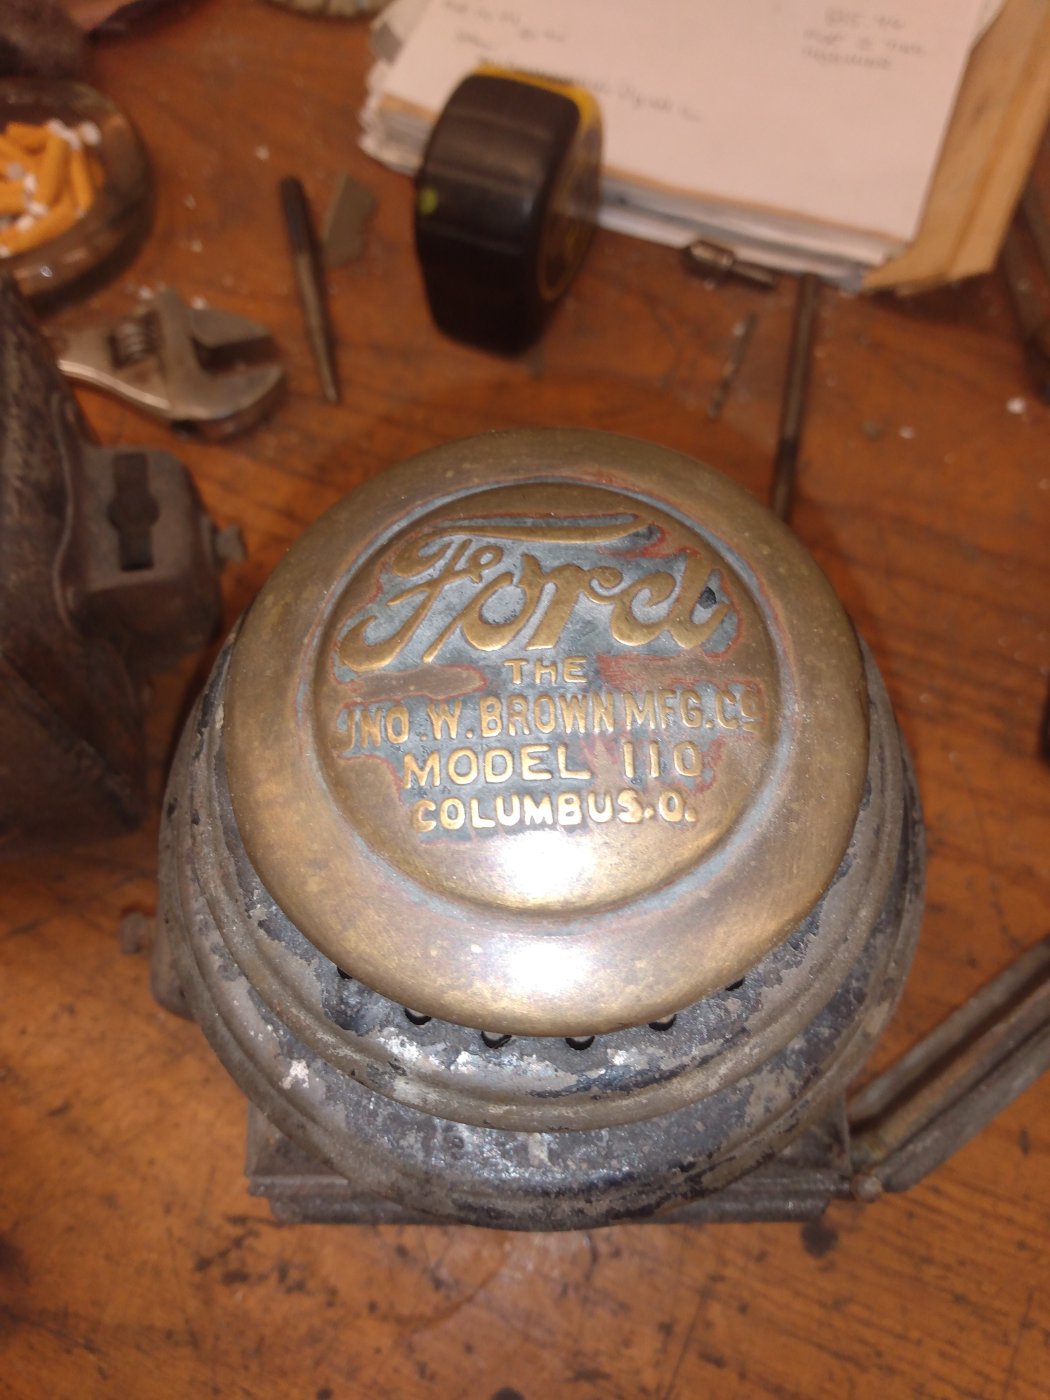 Ford
THE
JNO. W. BROWN MFG. Co
MODEL 110
COLUMBUS. O.